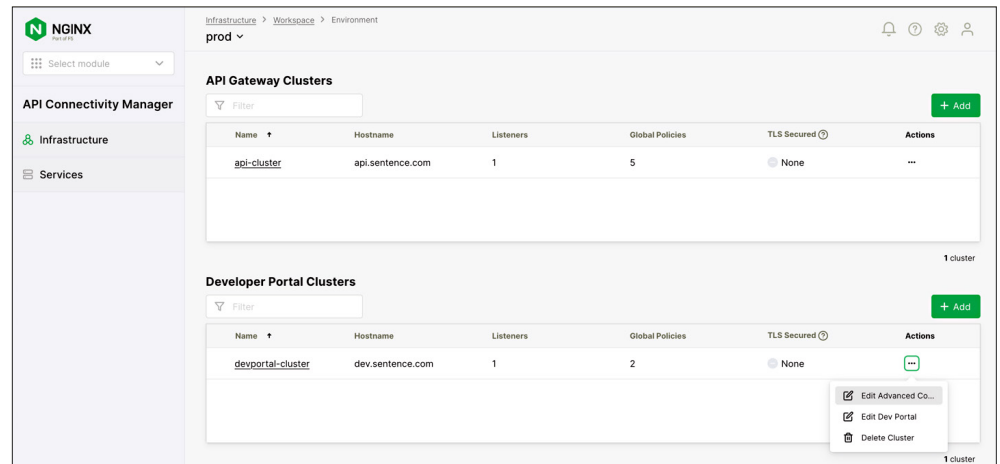 NGINX
Part of F5
Infrastructure > Workspace > Environment
prod
Select module
API Connectivity Manager
Infrastructure
Services
API Gateway Clusters
Filter
+ Add
Name ↑ Hostname Listeners Global Policies TLS Secured ? Actions
api-cluster api.sentence.com 1 5 None ...
1 cluster
Developer Portal Clusters
Filter
+ Add
Name ↑ Hostname Listeners Global Policies TLS Secured ? Actions
devportal-cluster dev.sentence.com 1 2 None ...
Edit Advanced Co...
Edit Dev Portal
Delete Cluster
1 cluster